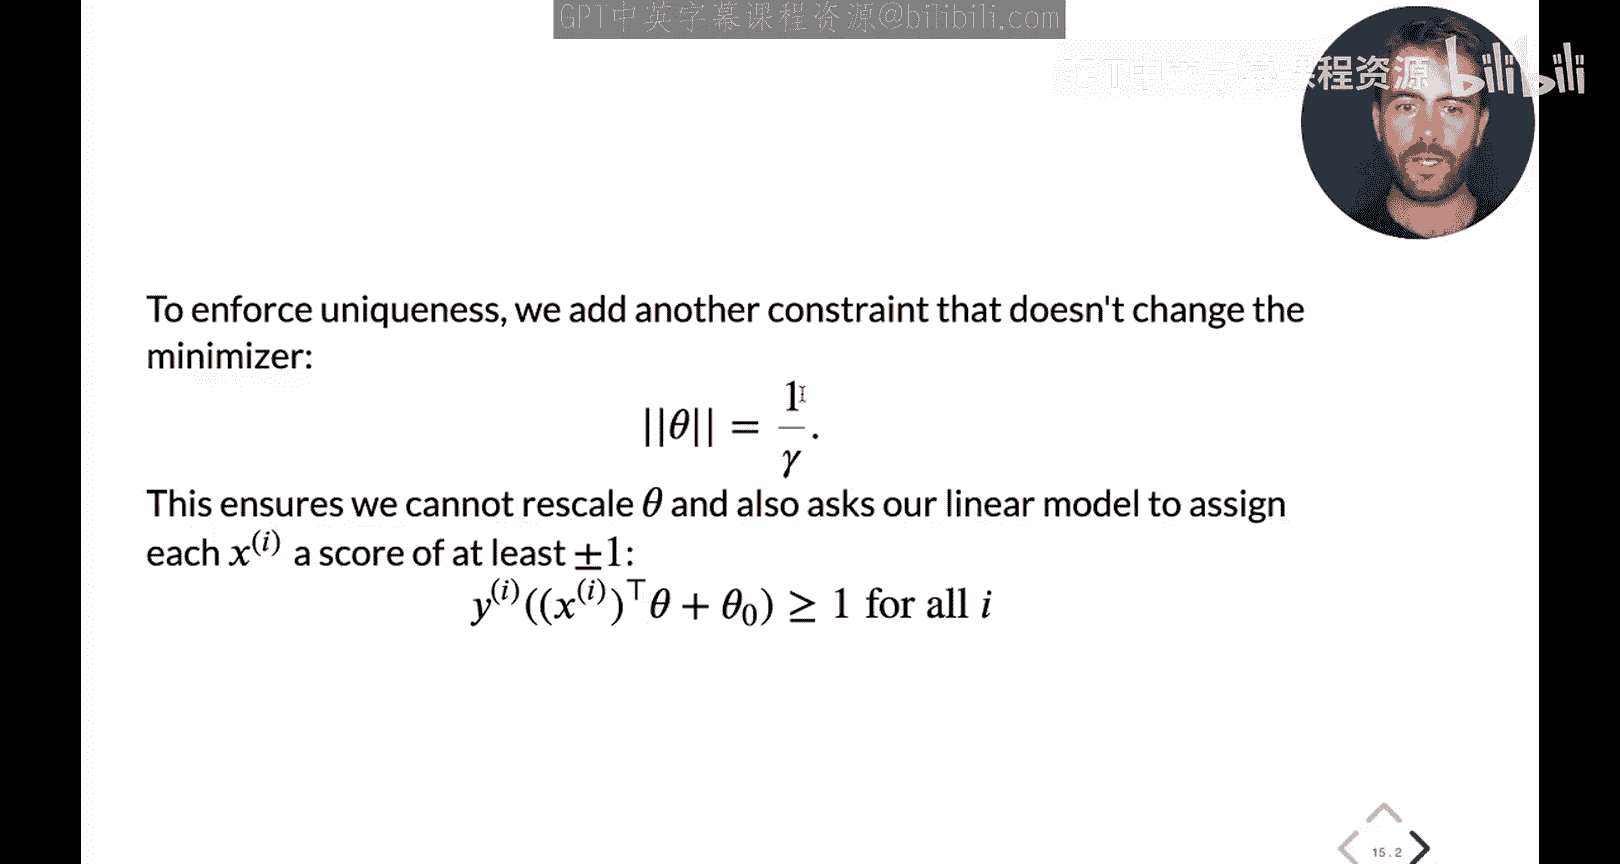 GPT中英字幕课程资源@bilibili.com
程资源 bilibili
To enforce uniqueness, we add another constraint that doesn't change the
minimizer:
||θ|| = 1/γ.
This ensures we cannot rescale θ and also asks our linear model to assign
each x⁽ⁱ⁾ a score of at least ±1:
y⁽ⁱ⁾((x⁽ⁱ⁾)⊤θ + θ₀) ≥ 1 for all i
15.2